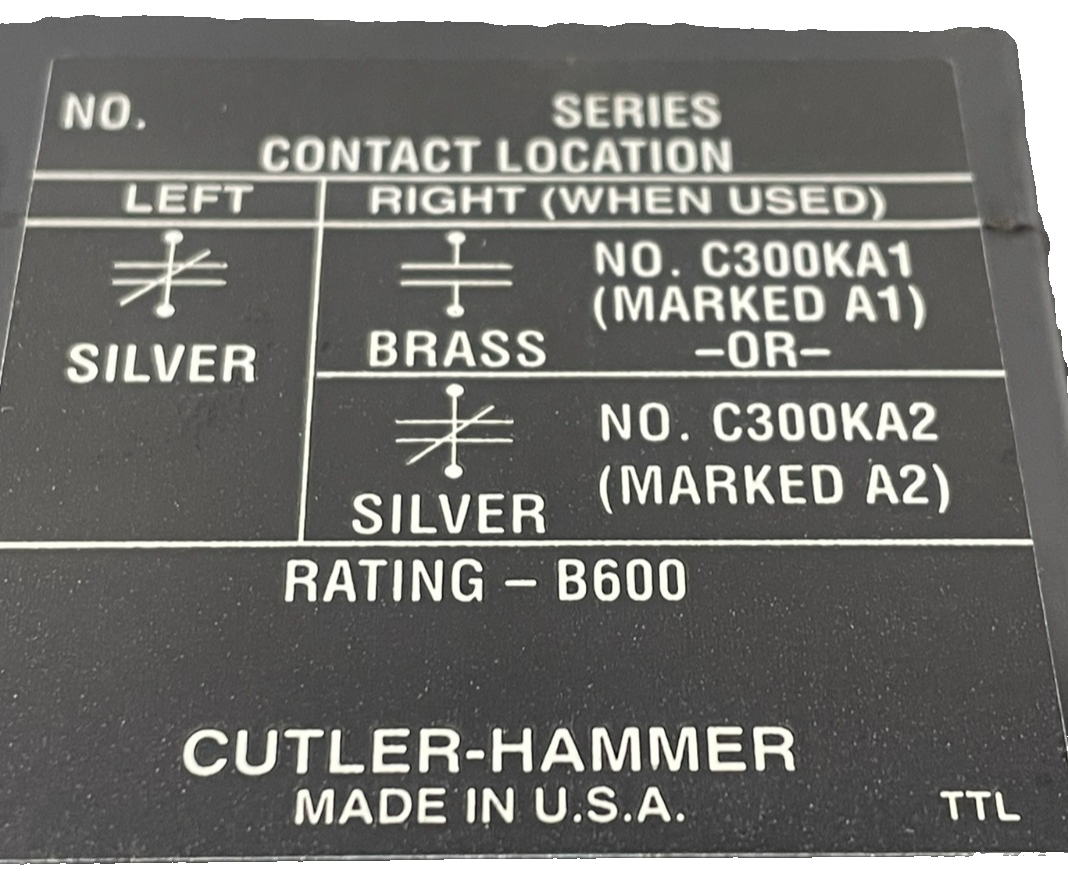 NO. SERIES
CONTACT LOCATION
LEFT RIGHT (WHEN USED)
SILVER
BRASS
NO. C300KA1
(MARKED A1)
–OR–
SILVER
NO. C300KA2
(MARKED A2)
RATING – B600
CUTLER-HAMMER
MADE IN U.S.A.
TTL